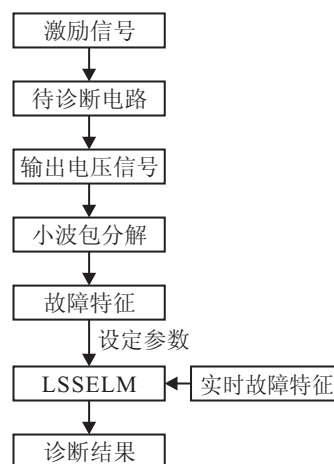 激励信号
待诊断电路
输出电压信号
小波包分解
故障特征
设定参数
LSSELM
实时故障特征
诊断结果